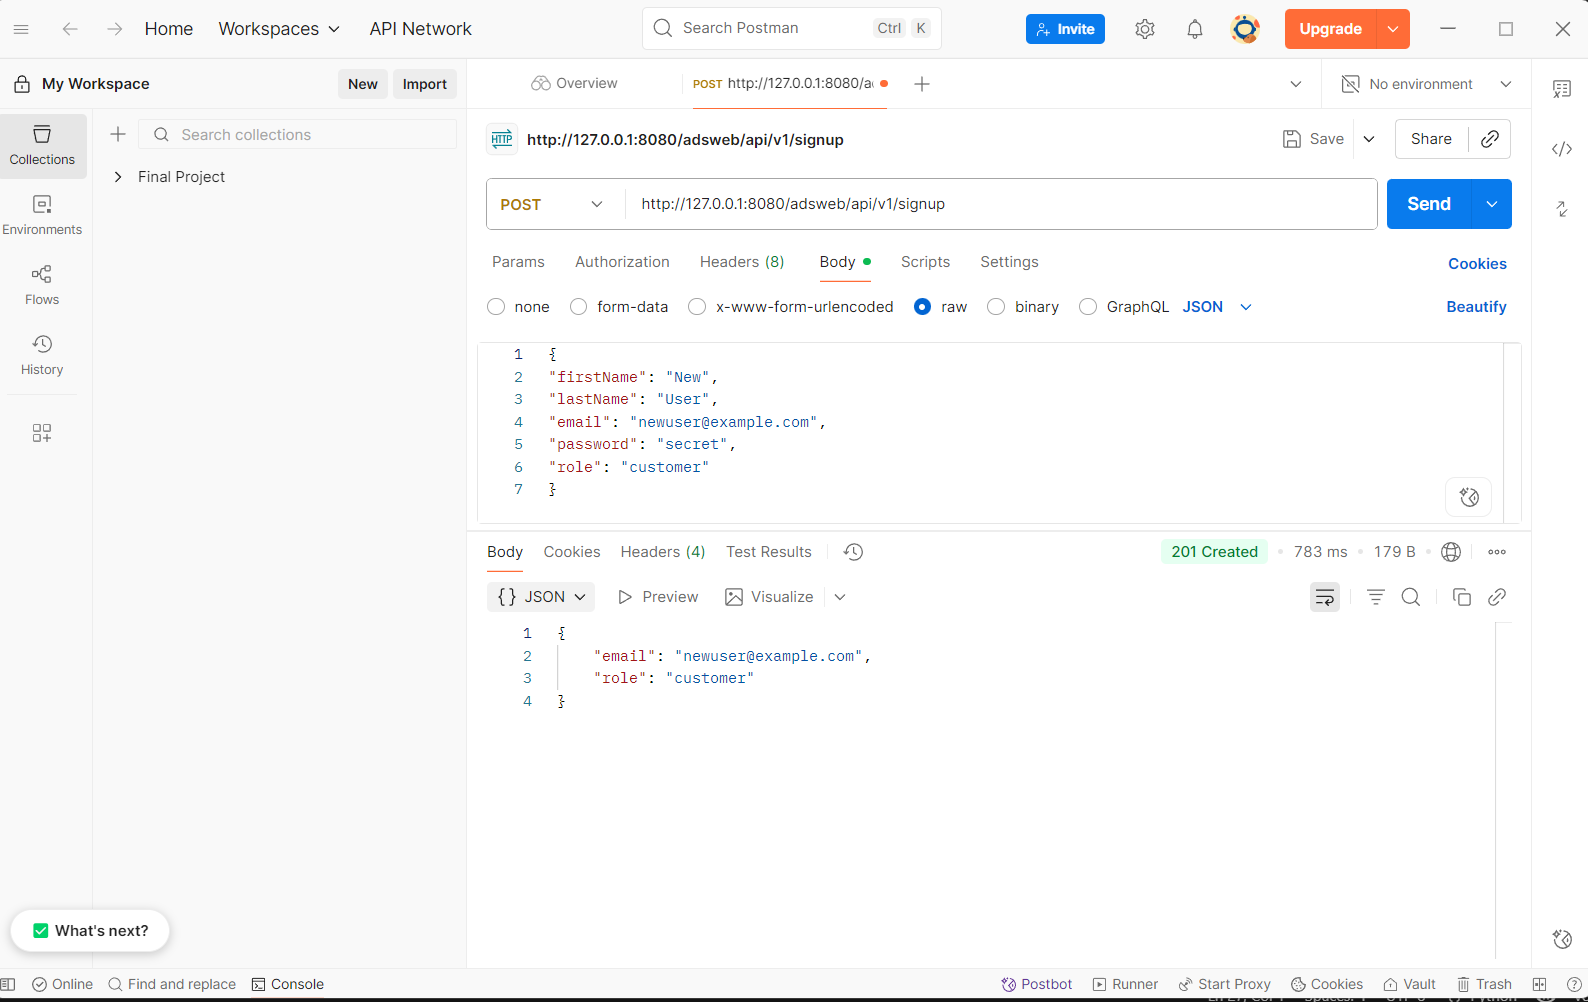 Home Workspaces API Network Search Postman Ctrl K Invite Upgrade
My Workspace New Import Overview POST http://127.0.0.1:8080/a No environment
Collections
Search collections
http://127.0.0.1:8080/adsweb/api/v1/signup Save Share
Final Project
Environments
Flows
History
POST http://127.0.0.1:8080/adsweb/api/v1/signup Send
Params Authorization Headers (8) Body Scripts Settings Cookies
none form-data x-www-form-urlencoded raw binary GraphQL JSON Beautify
1 {
2 "firstName": "New",
3 "lastName": "User",
4 "email": "newuser@example.com",
5 "password": "secret",
6 "role": "customer"
7 }
Body Cookies Headers (4) Test Results 201 Created 783 ms 179 B
{} JSON Preview Visualize
1 {
2 "email": "newuser@example.com",
3 "role": "customer"
4 }
What's next?
Online Find and replace Console Postbot Runner Start Proxy Cookies Vault Trash